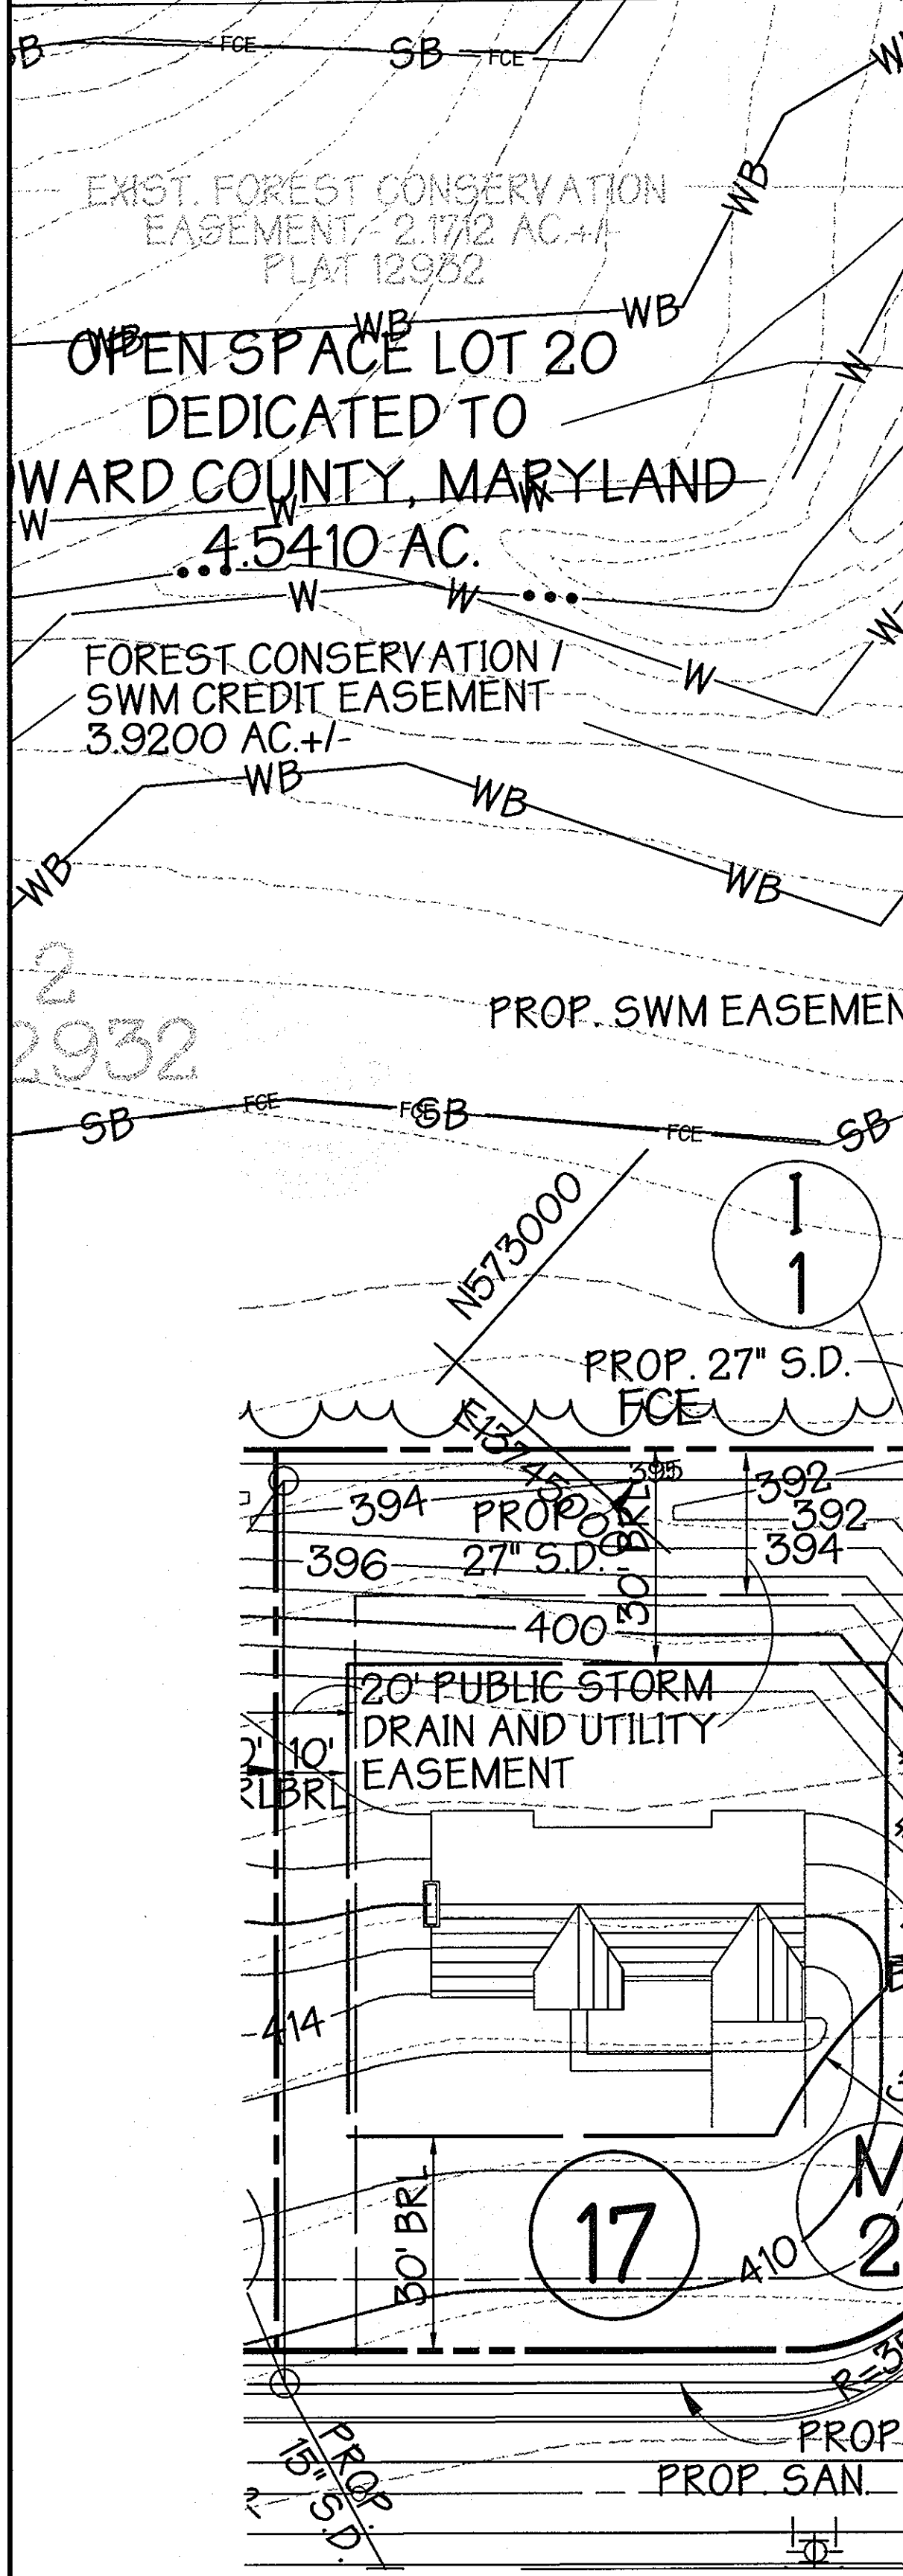 SB FCE SB FCE
WB
EXIST. FOREST CONSERVATION
EASEMENT - 2.1712 AC.+/-
PLAT 12932
WB WB WB
OPEN SPACE LOT 20
DEDICATED TO
WARD COUNTY, MARYLAND
4.5410 AC.
W
W W W
W W
W
W
FOREST CONSERVATION /
SWM CREDIT EASEMENT
3.9200 AC.+/-
WB WB
WB WB
2
2932
PROP. SWM EASEMEN
SB FCE FCE SB FCE SB
N573000
I
1
PROP. 27" S.D.
FCE
E1374500
395
392
394
PROP.
27" S.D.
392
394
396
30' BRL
400
20' PUBLIC STORM
DRAIN AND UTILITY
EASEMENT
10'
BRL
414
30' BRL
17
M
2
410
R=35
PROP.
15" S.D.
PROP
PROP. SAN.